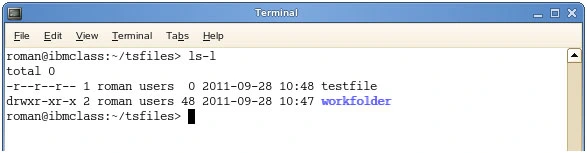 Terminal
File Edit View Terminal Tabs Help
roman@ibmclass:~/tsfiles> ls-l
total 0
-r--r--r-- 1 roman users  0 2011-09-28 10:48 testfile
drwxr-xr-x 2 roman users 48 2011-09-28 10:47 workfolder
roman@ibmclass:~/tsfiles>